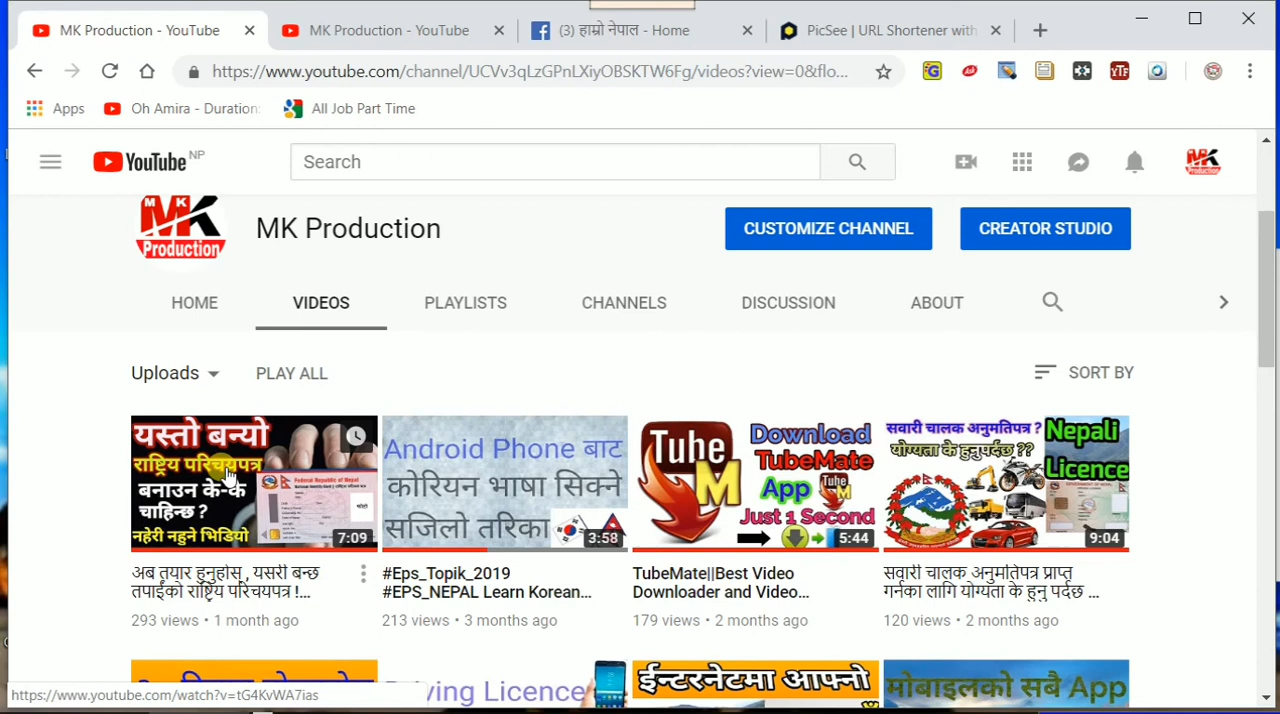 MK Production - YouTube
MK Production - YouTube
(3) हाम्रो नेपाल - Home
PicSee | URL Shortener with
https://www.youtube.com/channel/UCVv3qLzGPnLXiyOBSKTW6Fg/videos?view=0&flo...
Apps
Oh Amira - Duration:
All Job Part Time
YouTube NP
Search
MK Production
MK Production
MK Production
CUSTOMIZE CHANNEL
CREATOR STUDIO
HOME
VIDEOS
PLAYLISTS
CHANNELS
DISCUSSION
ABOUT
Uploads
PLAY ALL
SORT BY
यस्तो बन्यो
राष्ट्रिय परिचयपत्र
बनाउन के-के
चाहिन्छ ?
नहेरी नहुने भिडियो
Federal Republic of Nepal
7:09
Android Phone बाट
कोरियन भाषा सिक्ने
सजिलो तरिका
3:58
Tube
M
Download
TubeMate
App
Just 1 Second
5:44
सवारी चालक अनुमतिपत्र ?
योग्यता के हुनुपर्दछ ??
Nepali
Licence
9:04
अब तयार हुनुहोस् , यसरी बन्छ
तपाईंको राष्ट्रिय परिचयपत्र !...
293 views • 1 month ago
#Eps_Topik_2019
#EPS_NEPAL Learn Korean...
213 views • 3 months ago
TubeMate||Best Video
Downloader and Video...
179 views • 2 months ago
सवारी चालक अनुमतिपत्र प्राप्त
गर्नका लागि योग्यता के हुनु पर्दछ ...
120 views • 2 months ago
Licence
ईन्टरनेटमा आफ्नो
मोबाइलको सबै App
https://www.youtube.com/watch?v=tG4KvWA7ias